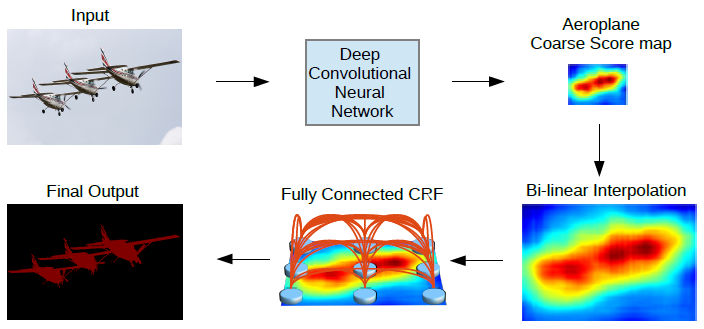 Input
Deep
Convolutional
Neural
Network
Aeroplane
Coarse Score map
Final Output
Fully Connected CRF
Bi-linear Interpolation